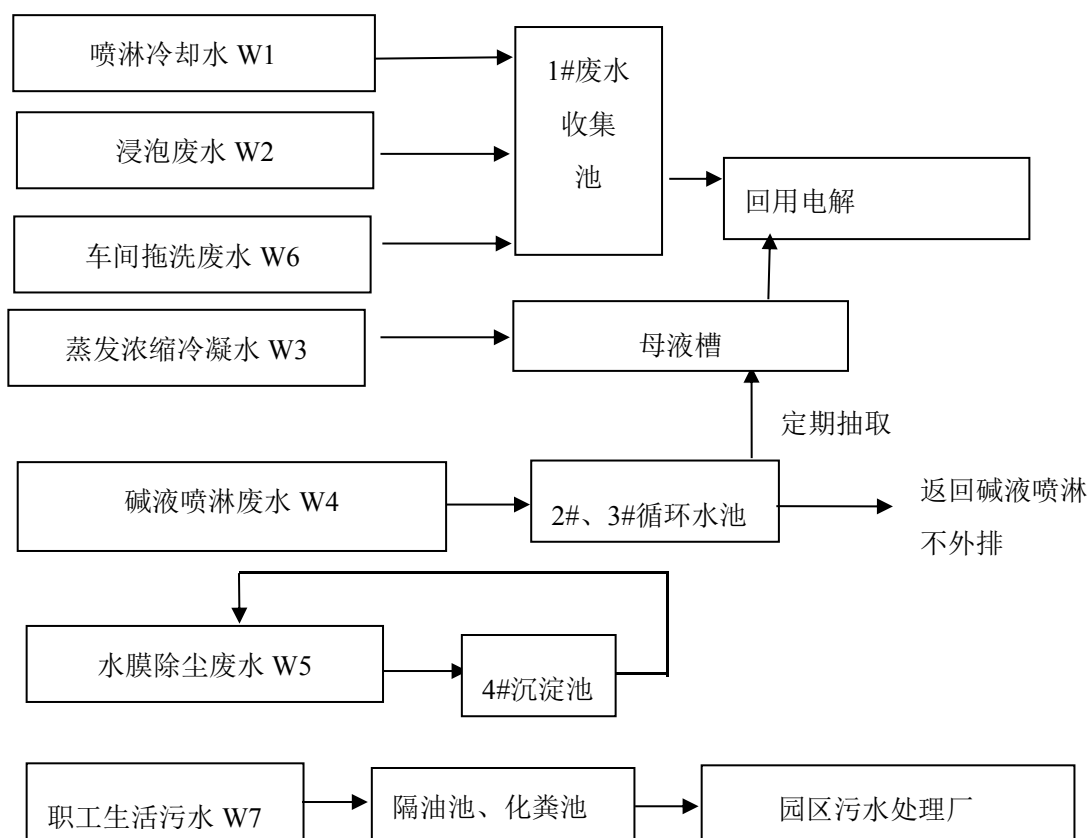 喷淋冷却水 W1
1#废水
收集
池
浸泡废水 W2
回用电解
车间拖洗废水 W6
蒸发浓缩冷凝水 W3
母液槽
定期抽取
碱液喷淋废水 W4
2#、3#循环水池
返回碱液喷淋
不外排
水膜除尘废水 W5
4#沉淀池
职工生活污水 W7
隔油池、化粪池
园区污水处理厂